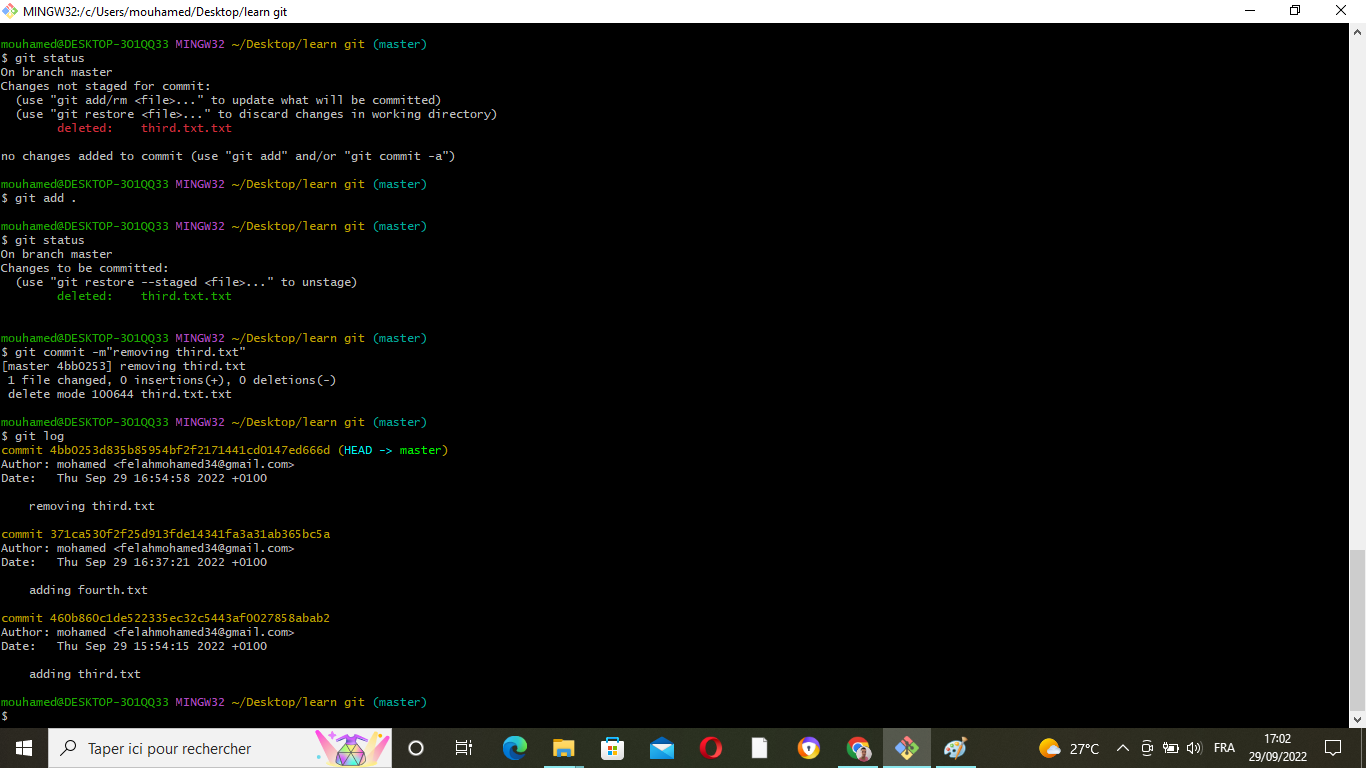 MINGW32:/c/Users/mouhamed/Desktop/learn git
mouhamed@DESKTOP-3O1QQ33 MINGW32 ~/Desktop/learn git (master)
$ git status
On branch master
Changes not staged for commit:
  (use "git add/rm <file>..." to update what will be committed)
  (use "git restore <file>..." to discard changes in working directory)
        deleted:    third.txt.txt
no changes added to commit (use "git add" and/or "git commit -a")
mouhamed@DESKTOP-3O1QQ33 MINGW32 ~/Desktop/learn git (master)
$ git add .
mouhamed@DESKTOP-3O1QQ33 MINGW32 ~/Desktop/learn git (master)
$ git status
On branch master
Changes to be committed:
  (use "git restore --staged <file>..." to unstage)
        deleted:    third.txt.txt
mouhamed@DESKTOP-3O1QQ33 MINGW32 ~/Desktop/learn git (master)
$ git commit -m"removing third.txt"
[master 4bb0253] removing third.txt
 1 file changed, 0 insertions(+), 0 deletions(-)
 delete mode 100644 third.txt.txt
mouhamed@DESKTOP-3O1QQ33 MINGW32 ~/Desktop/learn git (master)
$ git log
commit 4bb0253d835b85954bf2f2171441cd0147ed666d (HEAD -> master)
Author: mohamed <felahmohamed34@gmail.com>
Date:   Thu Sep 29 16:54:58 2022 +0100
    removing third.txt
commit 371ca530f2f25d913fde14341fa3a31ab365bc5a
Author: mohamed <felahmohamed34@gmail.com>
Date:   Thu Sep 29 16:37:21 2022 +0100
    adding fourth.txt
commit 460b860c1de522335ec32c5443af0027858abab2
Author: mohamed <felahmohamed34@gmail.com>
Date:   Thu Sep 29 15:54:15 2022 +0100
    adding third.txt
mouhamed@DESKTOP-3O1QQ33 MINGW32 ~/Desktop/learn git (master)
$
Taper ici pour rechercher
27°C
FRA
17:02
29/09/2022